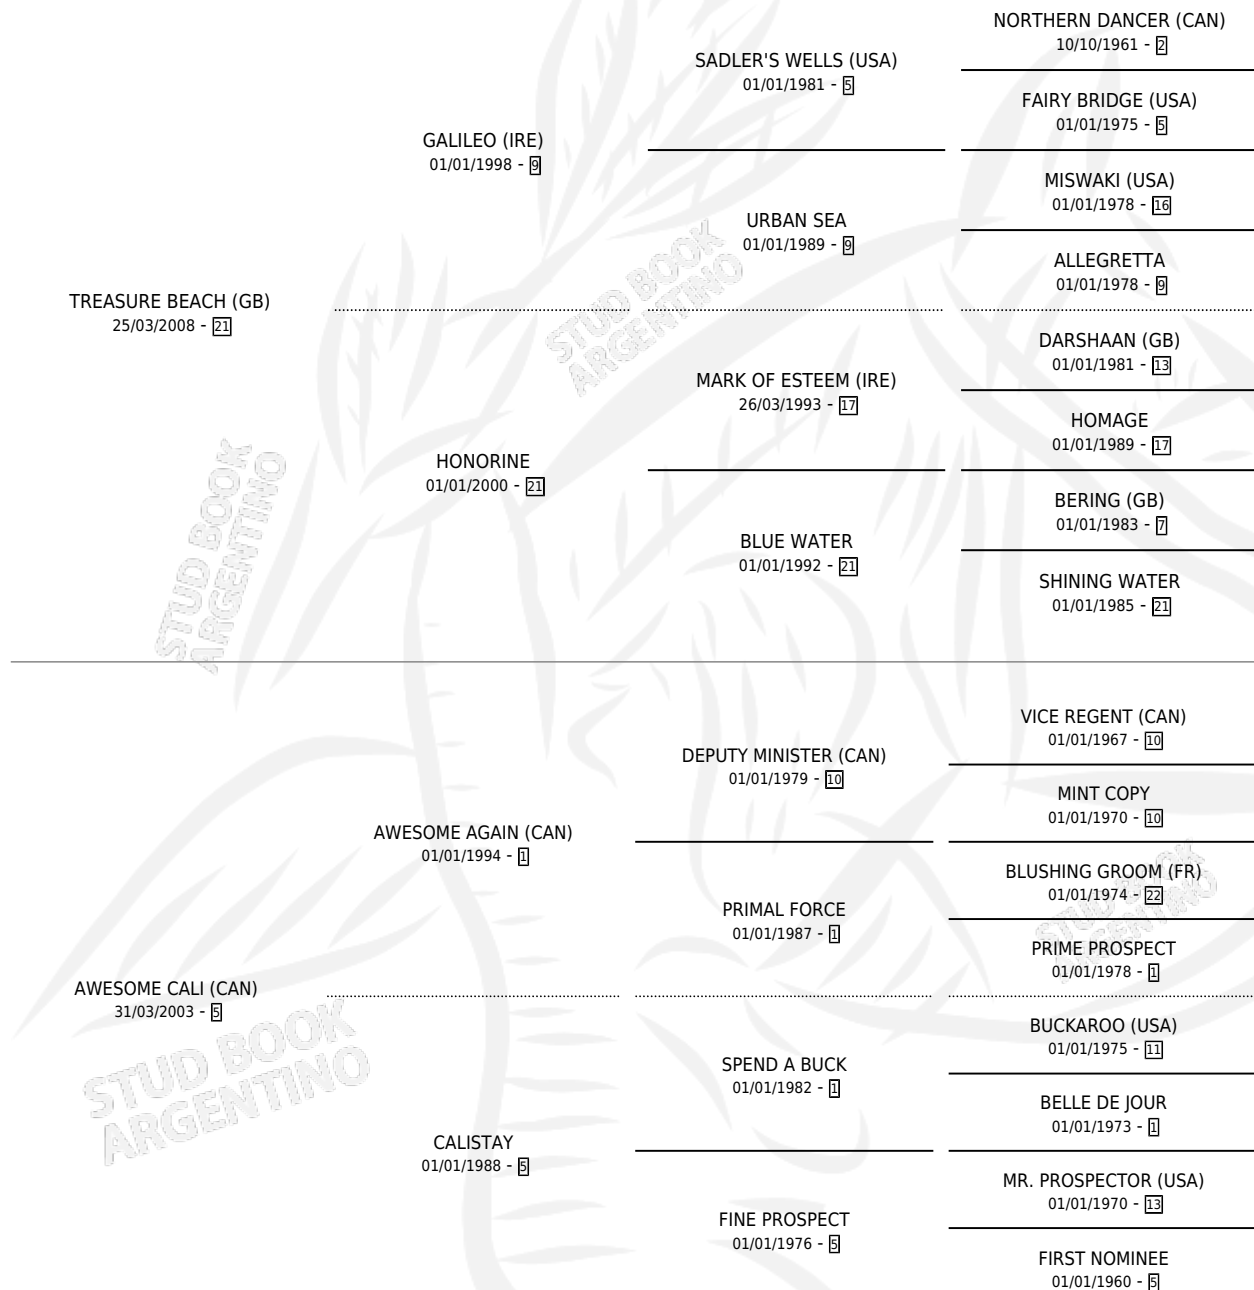 NORTHERN DANCER (CAN)
10/10/1961 - 2
SADLER'S WELLS (USA)
01/01/1981 - 5
FAIRY BRIDGE (USA)
01/01/1975 - 5
GALILEO (IRE)
01/01/1998 - 9
MISWAKI (USA)
01/01/1978 - 16
URBAN SEA
01/01/1989 - 9
ALLEGRETTA
01/01/1978 - 9
TREASURE BEACH (GB)
25/03/2008 - 21
DARSHAAN (GB)
01/01/1981 - 13
MARK OF ESTEEM (IRE)
26/03/1993 - 17
HOMAGE
01/01/1989 - 17
HONORINE
01/01/2000 - 21
BERING (GB)
01/01/1983 - 7
BLUE WATER
01/01/1992 - 21
SHINING WATER
01/01/1985 - 21
VICE REGENT (CAN)
01/01/1967 - 10
DEPUTY MINISTER (CAN)
01/01/1979 - 10
MINT COPY
01/01/1970 - 10
AWESOME AGAIN (CAN)
01/01/1994 - 1
BLUSHING GROOM (FR)
01/01/1974 - 22
PRIMAL FORCE
01/01/1987 - 1
PRIME PROSPECT
01/01/1978 - 1
AWESOME CALI (CAN)
31/03/2003 - 5
BUCKAROO (USA)
01/01/1975 - 11
SPEND A BUCK
01/01/1982 - 1
BELLE DE JOUR
01/01/1973 - 1
CALISTAY
01/01/1988 - 5
MR. PROSPECTOR (USA)
01/01/1970 - 13
FINE PROSPECT
01/01/1976 - 5
FIRST NOMINEE
01/01/1960 - 5
STUD BOOK
ARGENTINO
STUD BOOK
ARGENTINO
STUD BOOK
ARGENTINO
STUD BOOK
ARGENTINO